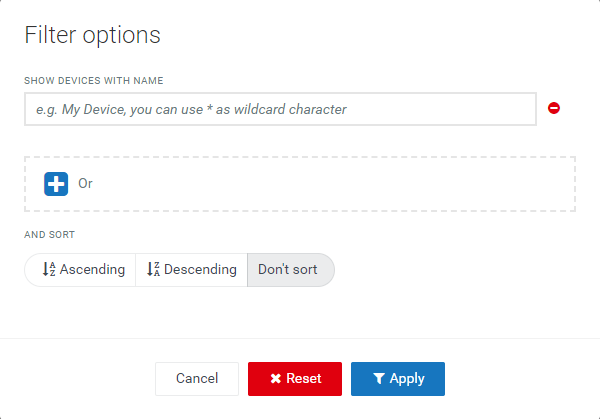 Filter options
SHOW DEVICES WITH NAME
e.g. My Device, you can use * as wildcard character
Or
AND SORT
Ascending Descending Don't sort
Cancel Reset Apply